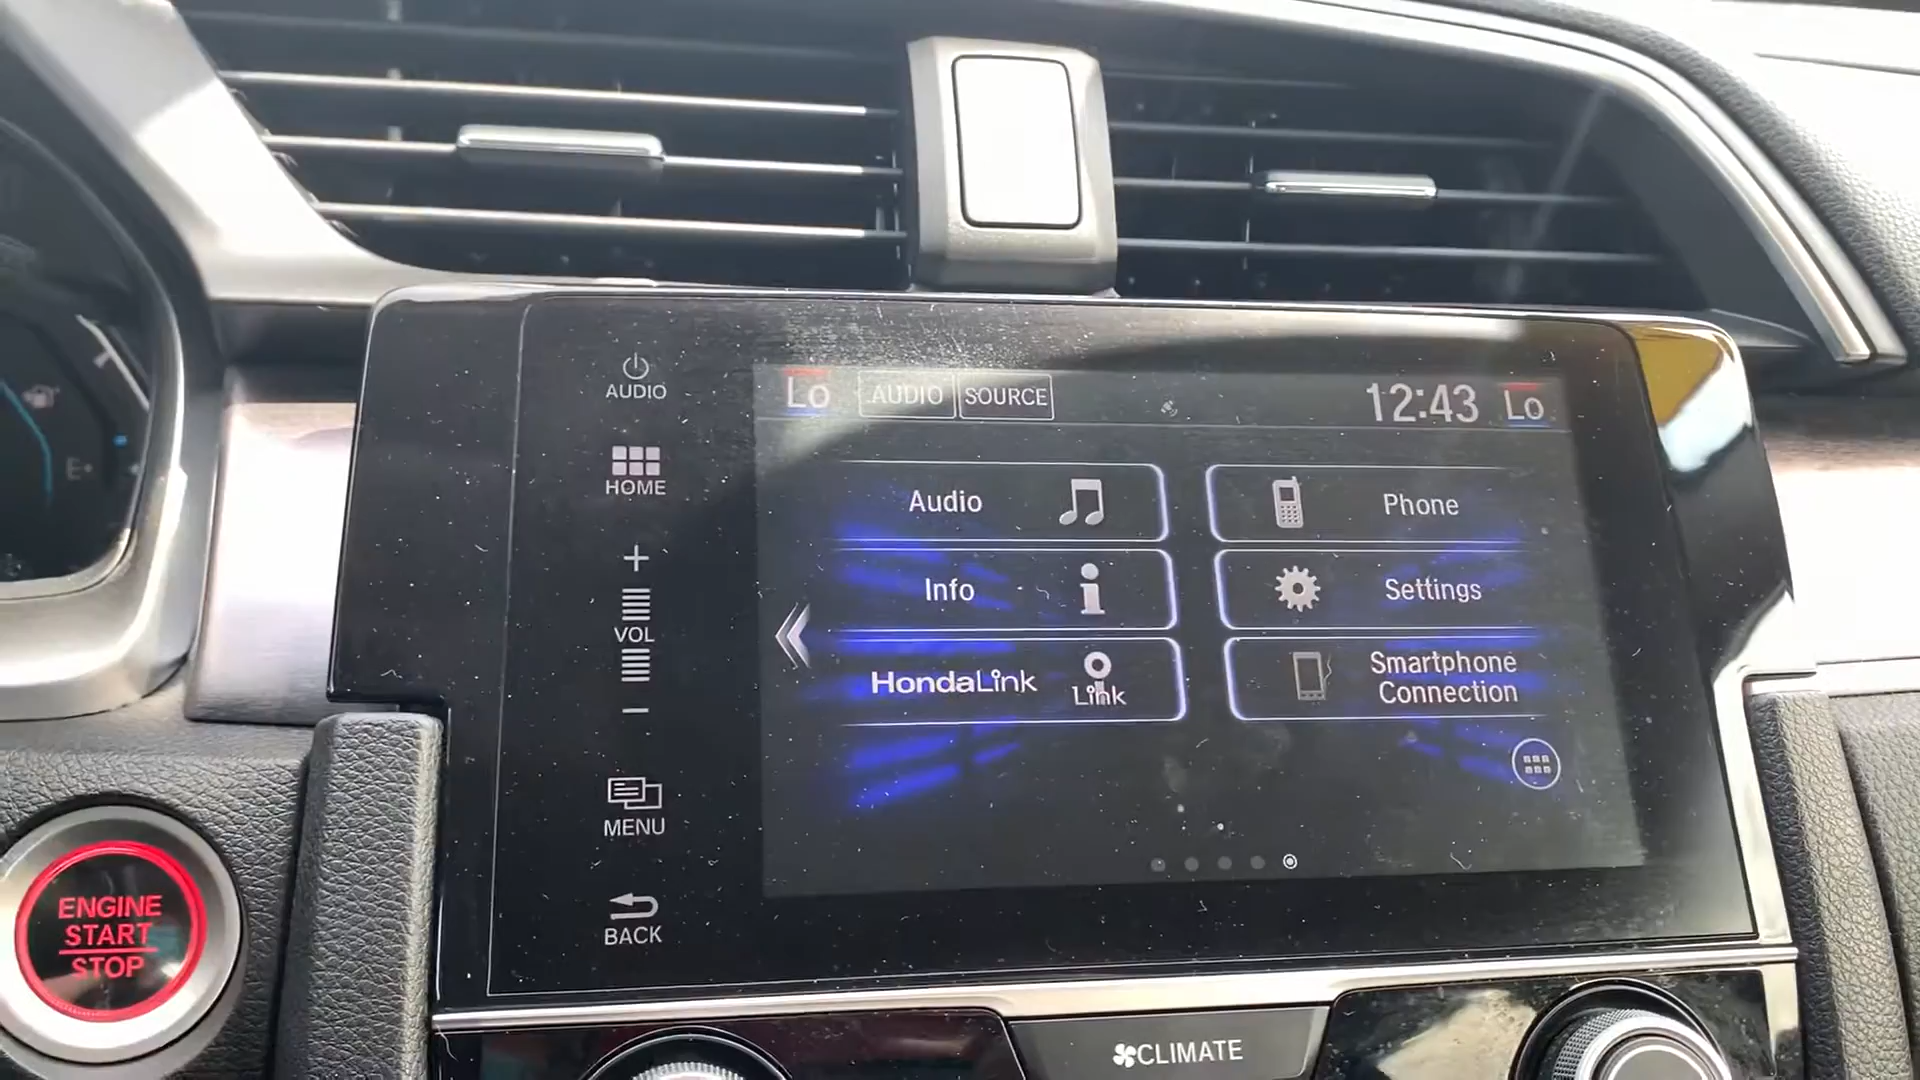 AUDIO
HOME
+
VOL
−
MENU
BACK
Lo
AUDIO
SOURCE
12:43
Lo
Audio
Phone
Info
Settings
HondaLink
Link
Smartphone
Connection
E
ENGINE
START
STOP
CLIMATE